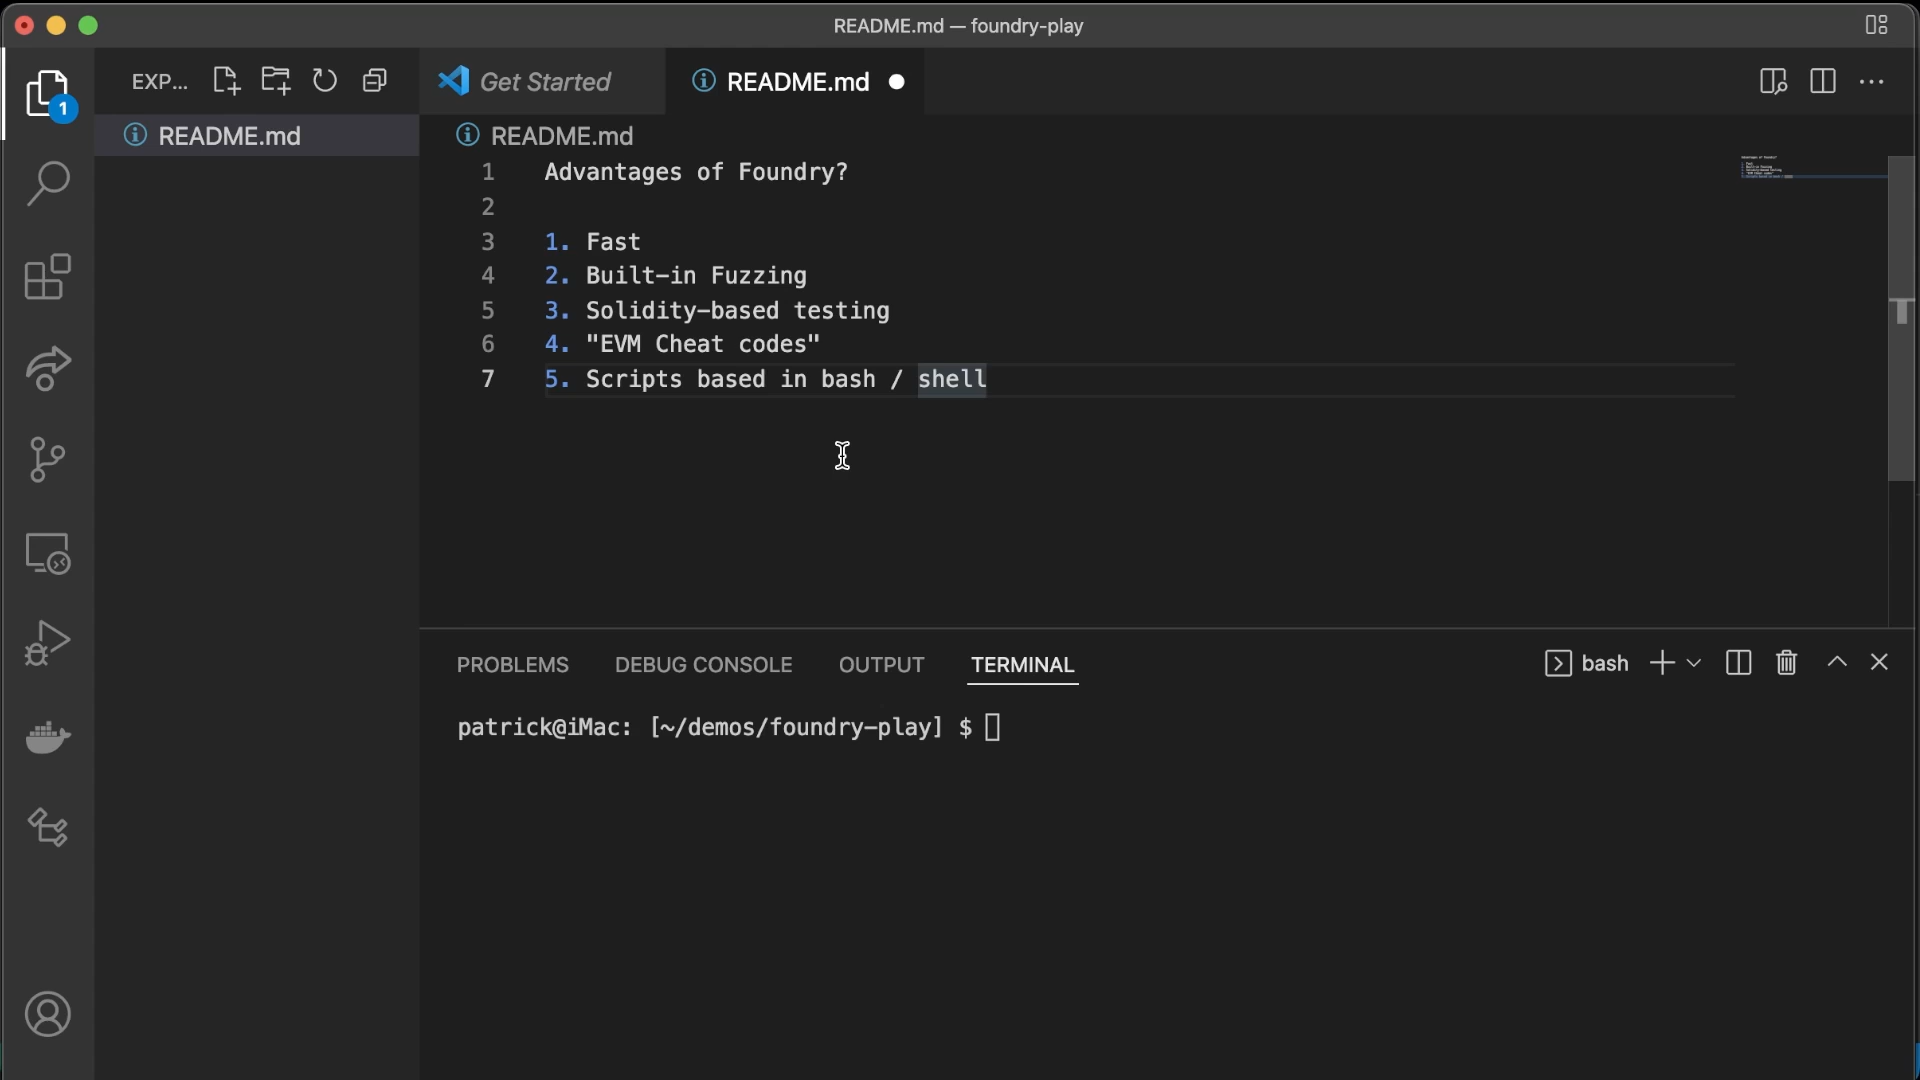 README.md — foundry-play
EXP...
Get Started
README.md
1
README.md
README.md
1 Advantages of Foundry?
2
3 1. Fast
4 2. Built-in Fuzzing
5 3. Solidity-based testing
6 4. "EVM Cheat codes"
7 5. Scripts based in bash / shell
PROBLEMS DEBUG CONSOLE OUTPUT TERMINAL
bash
patrick@iMac: [~/demos/foundry-play] $